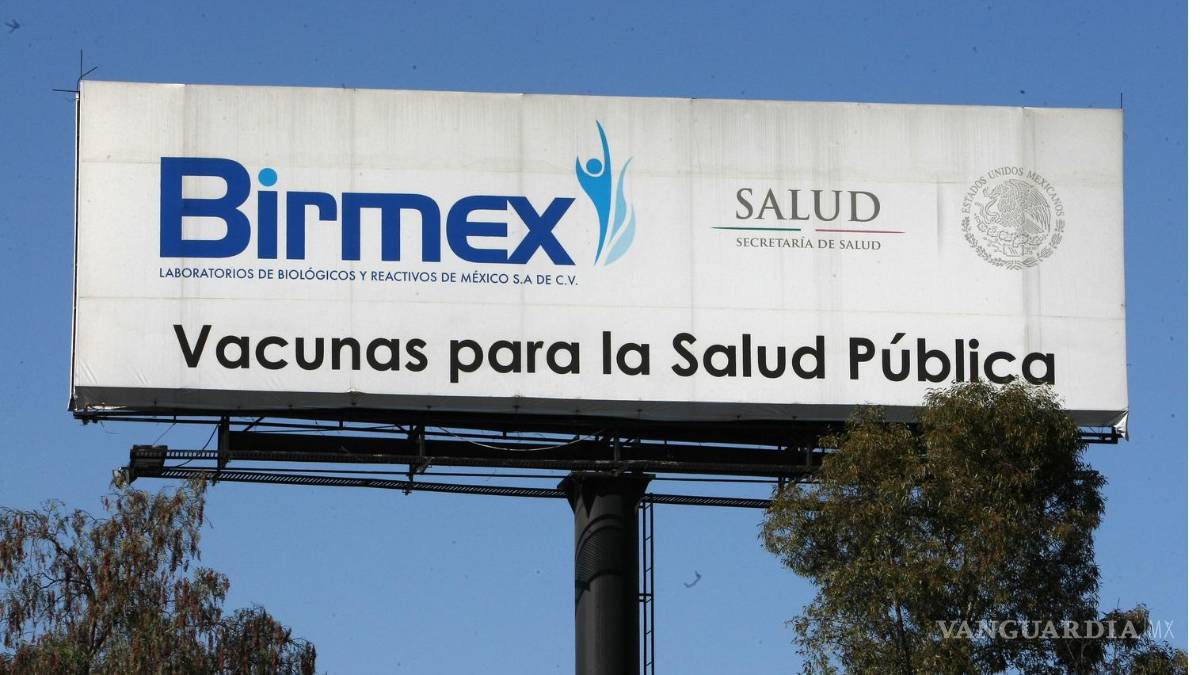 Birmex
LABORATORIOS DE BIOLÓGICOS Y REACTIVOS DE MÉXICO S.A DE C.V.
SALUD
SECRETARÍA DE SALUD
ESTADOS UNIDOS MEXICANOS
Vacunas para la Salud Pública
VANGUARDIA MX